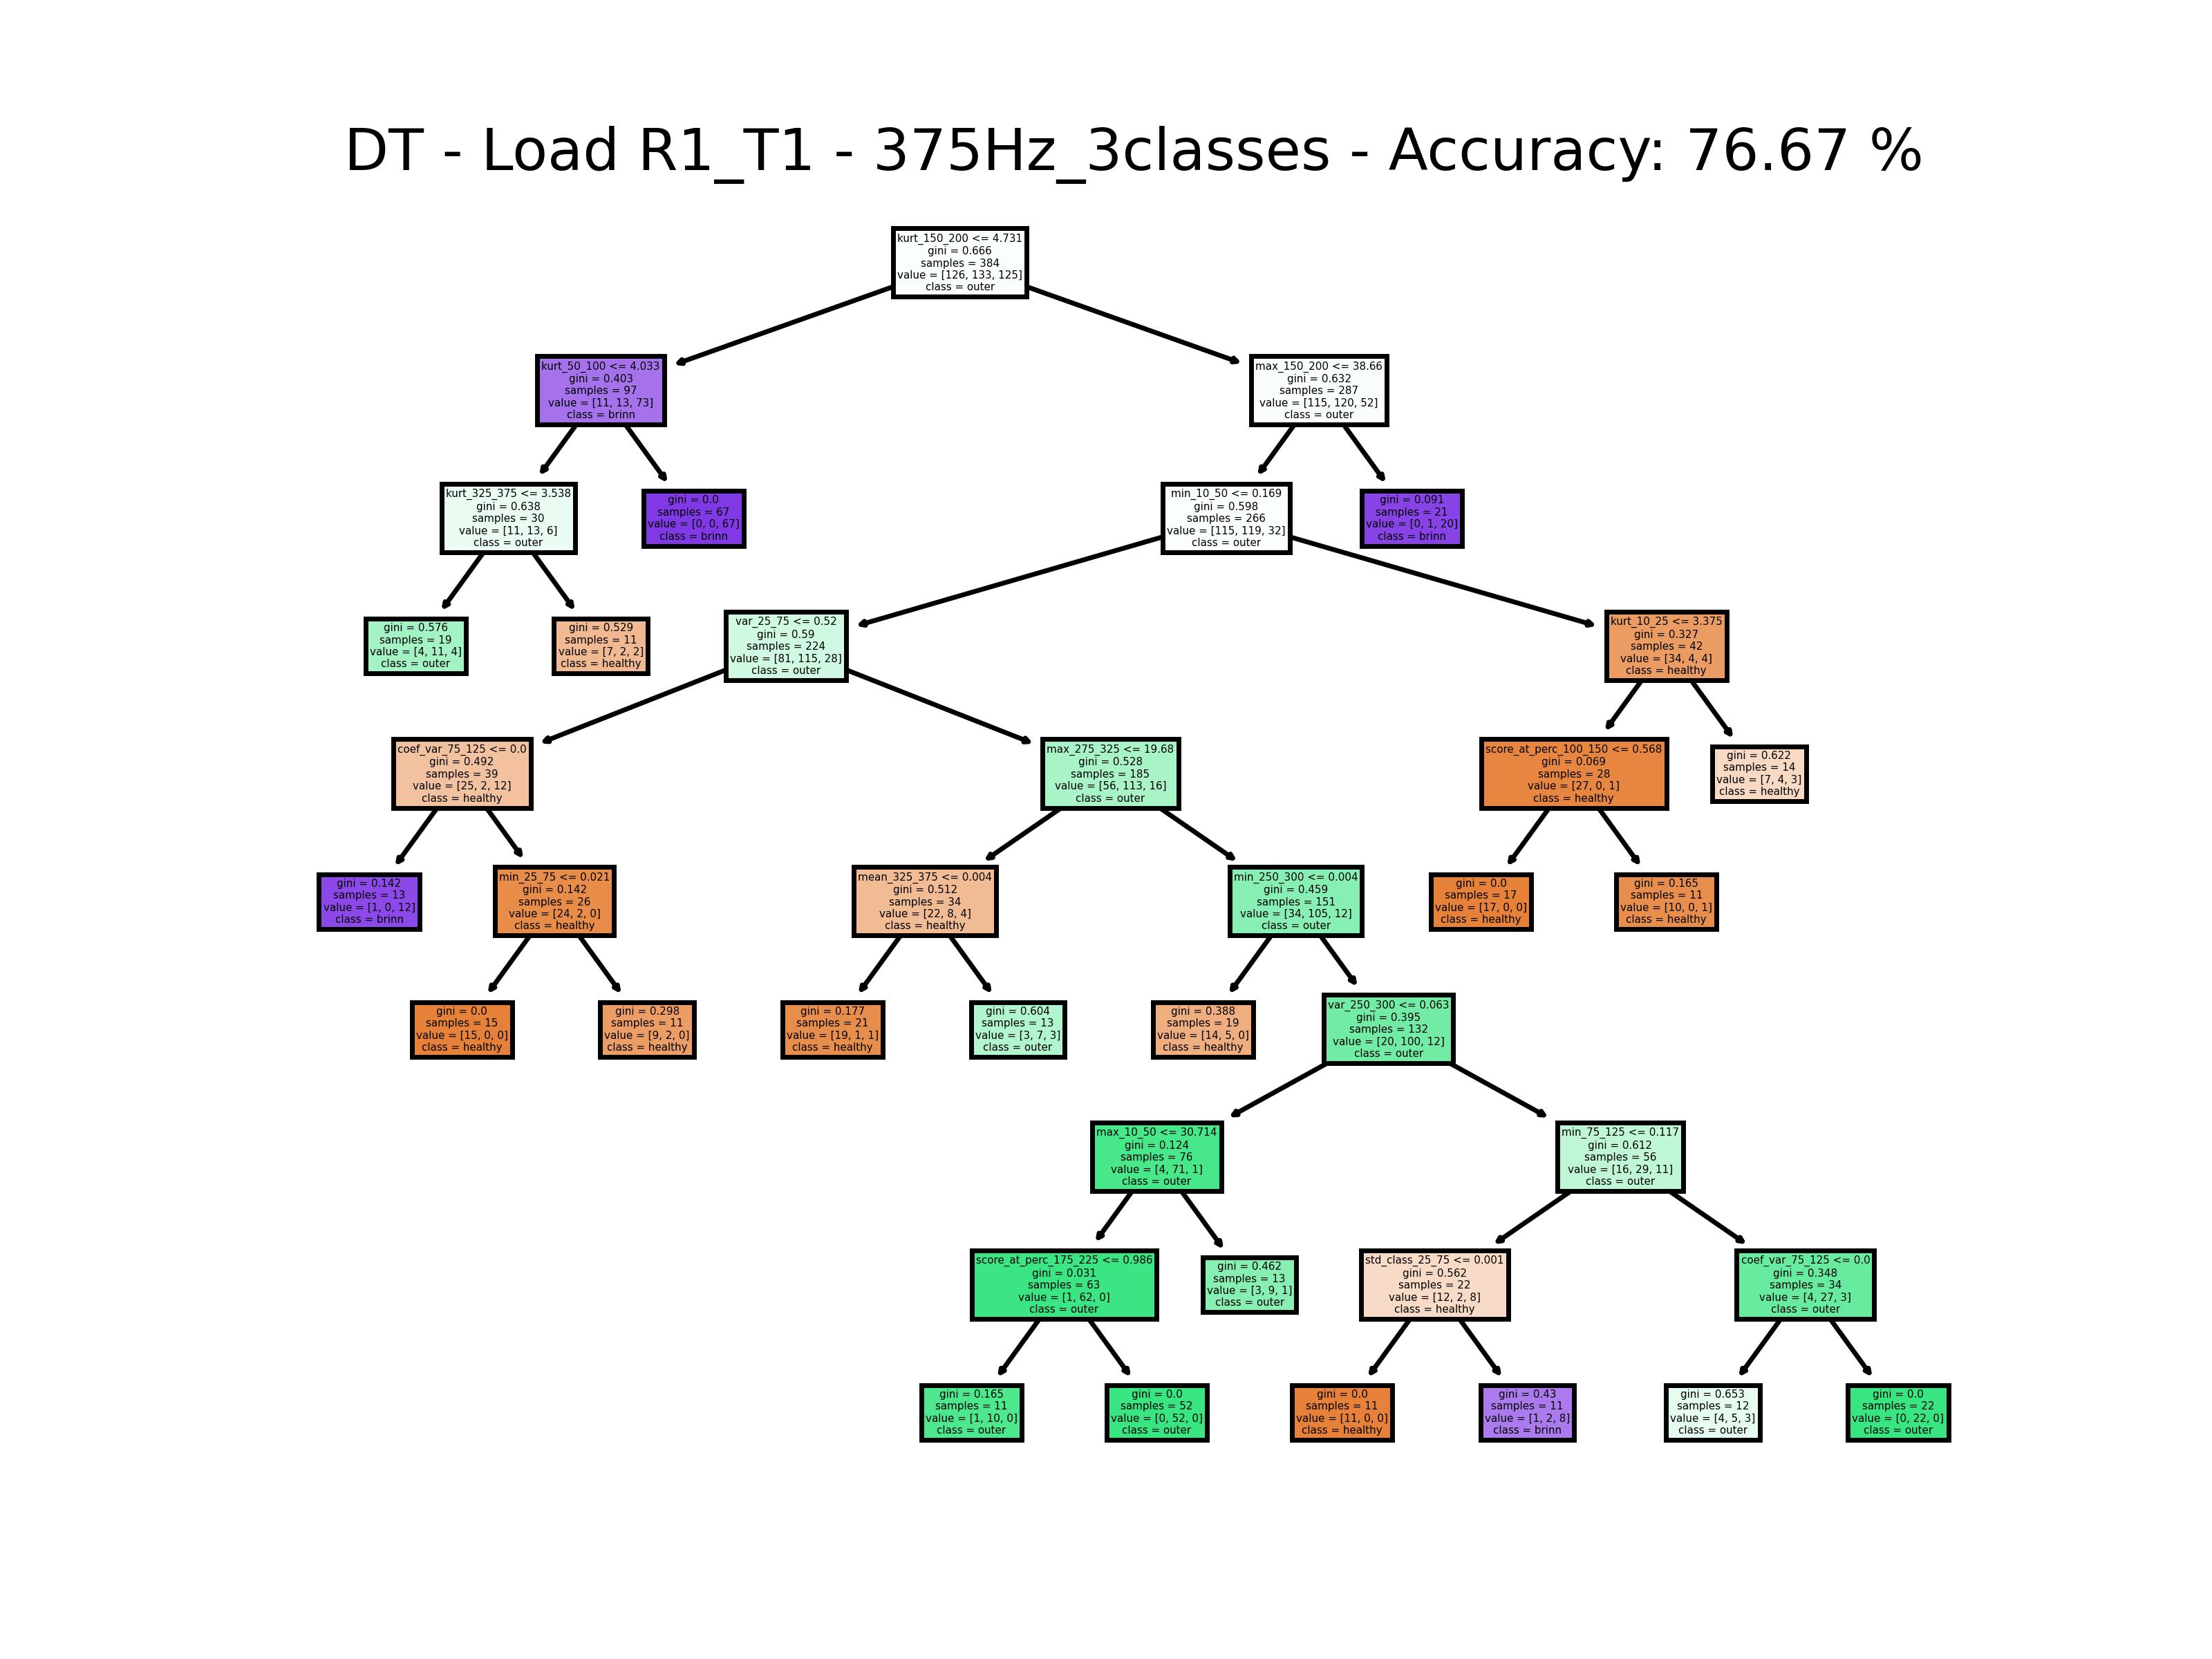 DT - Load R1_T1 - 375Hz_3classes - Accuracy: 76.67 %
kurt_150_200 <= 4.731
gini = 0.666
samples = 384
value = [126, 133, 125]
class = outer
kurt_50_100 <= 4.033
gini = 0.403
samples = 97
value = [11, 13, 73]
class = brinn
max_150_200 <= 38.66
gini = 0.632
samples = 287
value = [115, 120, 52]
class = outer
kurt_325_375 <= 3.538
gini = 0.638
samples = 30
value = [11, 13, 6]
class = outer
gini = 0.0
samples = 67
value = [0, 0, 67]
class = brinn
min_10_50 <= 0.169
gini = 0.598
samples = 266
value = [115, 119, 32]
class = outer
gini = 0.091
samples = 21
value = [0, 1, 20]
class = brinn
gini = 0.576
samples = 19
value = [4, 11, 4]
class = outer
gini = 0.529
samples = 11
value = [7, 2, 2]
class = healthy
var_25_75 <= 0.52
gini = 0.59
samples = 224
value = [81, 115, 28]
class = outer
kurt_10_25 <= 3.375
gini = 0.327
samples = 42
value = [34, 4, 4]
class = healthy
coef_var_75_125 <= 0.0
gini = 0.492
samples = 39
value = [25, 2, 12]
class = healthy
max_275_325 <= 19.68
gini = 0.528
samples = 185
value = [56, 113, 16]
class = outer
score_at_perc_100_150 <= 0.568
gini = 0.069
samples = 28
value = [27, 0, 1]
class = healthy
gini = 0.622
samples = 14
value = [7, 4, 3]
class = healthy
gini = 0.142
samples = 13
value = [1, 0, 12]
class = brinn
min_25_75 <= 0.021
gini = 0.142
samples = 26
value = [24, 2, 0]
class = healthy
mean_325_375 <= 0.004
gini = 0.512
samples = 34
value = [22, 8, 4]
class = healthy
min_250_300 <= 0.004
gini = 0.459
samples = 151
value = [34, 105, 12]
class = outer
gini = 0.0
samples = 17
value = [17, 0, 0]
class = healthy
gini = 0.165
samples = 11
value = [10, 0, 1]
class = healthy
gini = 0.0
samples = 15
value = [15, 0, 0]
class = healthy
gini = 0.298
samples = 11
value = [9, 2, 0]
class = healthy
gini = 0.177
samples = 21
value = [19, 1, 1]
class = healthy
gini = 0.604
samples = 13
value = [3, 7, 3]
class = outer
gini = 0.388
samples = 19
value = [14, 5, 0]
class = healthy
var_250_300 <= 0.063
gini = 0.395
samples = 132
value = [20, 100, 12]
class = outer
max_10_50 <= 30.714
gini = 0.124
samples = 76
value = [4, 71, 1]
class = outer
min_75_125 <= 0.117
gini = 0.612
samples = 56
value = [16, 29, 11]
class = outer
score_at_perc_175_225 <= 0.986
gini = 0.031
samples = 63
value = [1, 62, 0]
class = outer
gini = 0.462
samples = 13
value = [3, 9, 1]
class = outer
std_class_25_75 <= 0.001
gini = 0.562
samples = 22
value = [12, 2, 8]
class = healthy
coef_var_75_125 <= 0.0
gini = 0.348
samples = 34
value = [4, 27, 3]
class = outer
gini = 0.165
samples = 11
value = [1, 10, 0]
class = outer
gini = 0.0
samples = 52
value = [0, 52, 0]
class = outer
gini = 0.0
samples = 11
value = [11, 0, 0]
class = healthy
gini = 0.43
samples = 11
value = [1, 2, 8]
class = brinn
gini = 0.653
samples = 12
value = [4, 5, 3]
class = outer
gini = 0.0
samples = 22
value = [0, 22, 0]
class = outer